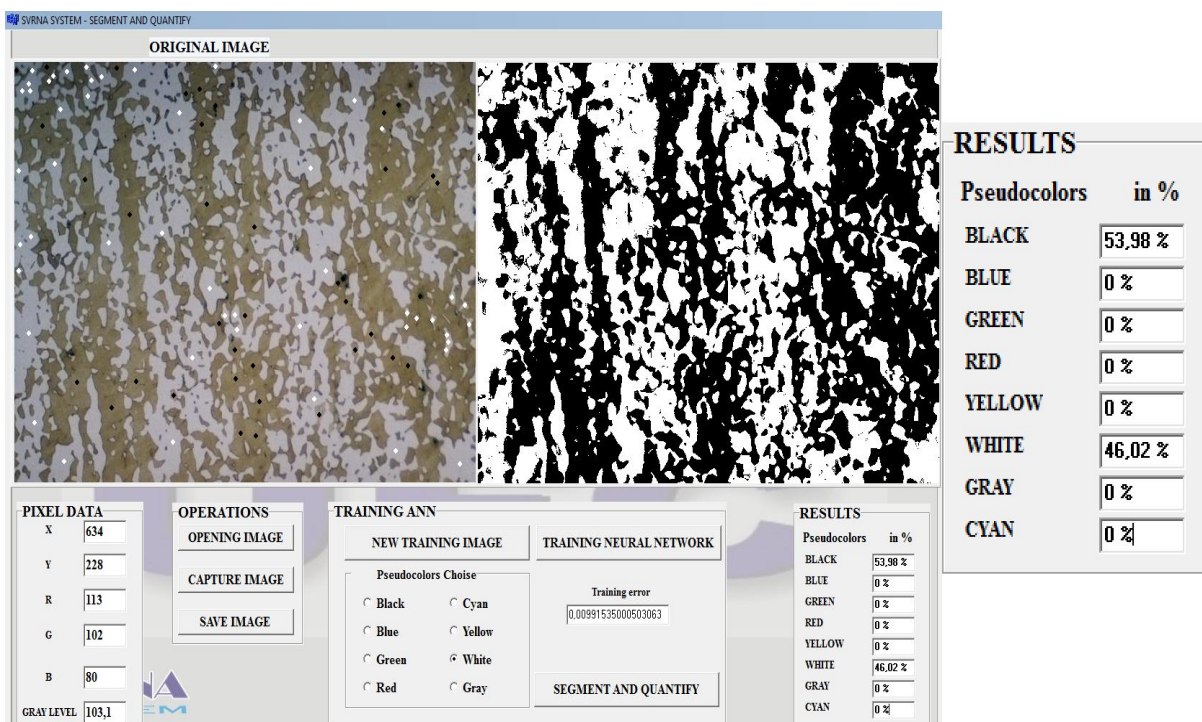 SVRNA SYSTEM - SEGMENT AND QUANTIFY
ORIGINAL IMAGE
RESULTS
Pseudocolors in %
BLACK 53,98 %
BLUE 0 %
GREEN 0 %
RED 0 %
YELLOW 0 %
WHITE 46,02 %
GRAY 0 %
CYAN 0 %
PIXEL DATA
X 634
Y 228
R 113
G 102
B 80
GRAY LEVEL 103,1
OPERATIONS
OPENING IMAGE
CAPTURE IMAGE
SAVE IMAGE
TRAINING ANN
NEW TRAINING IMAGE
TRAINING NEURAL NETWORK
Pseudocolors Choise
Black Cyan
Blue Yellow
Green White
Red Gray
Training error
0,00991535000503063
SEGMENT AND QUANTIFY
RESULTS
Pseudocolors in %
BLACK 53,98 %
BLUE 0 %
GREEN 0 %
RED 0 %
YELLOW 0 %
WHITE 46,02 %
GRAY 0 %
CYAN 0 %